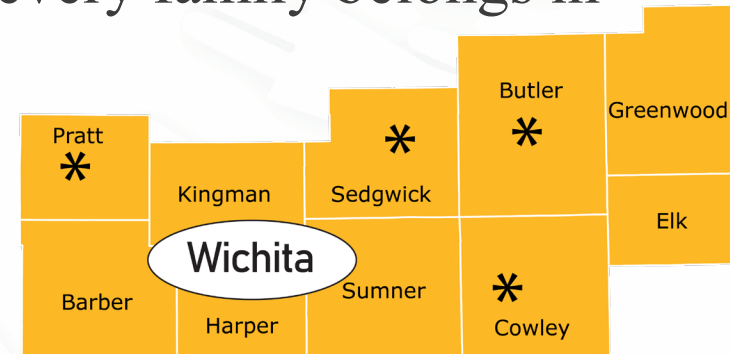 every family belongs in
Butler
Greenwood
Pratt
*
*
*
Kingman
Sedgwick
Elk
Wichita
Barber
Sumner
*
Harper
Cowley